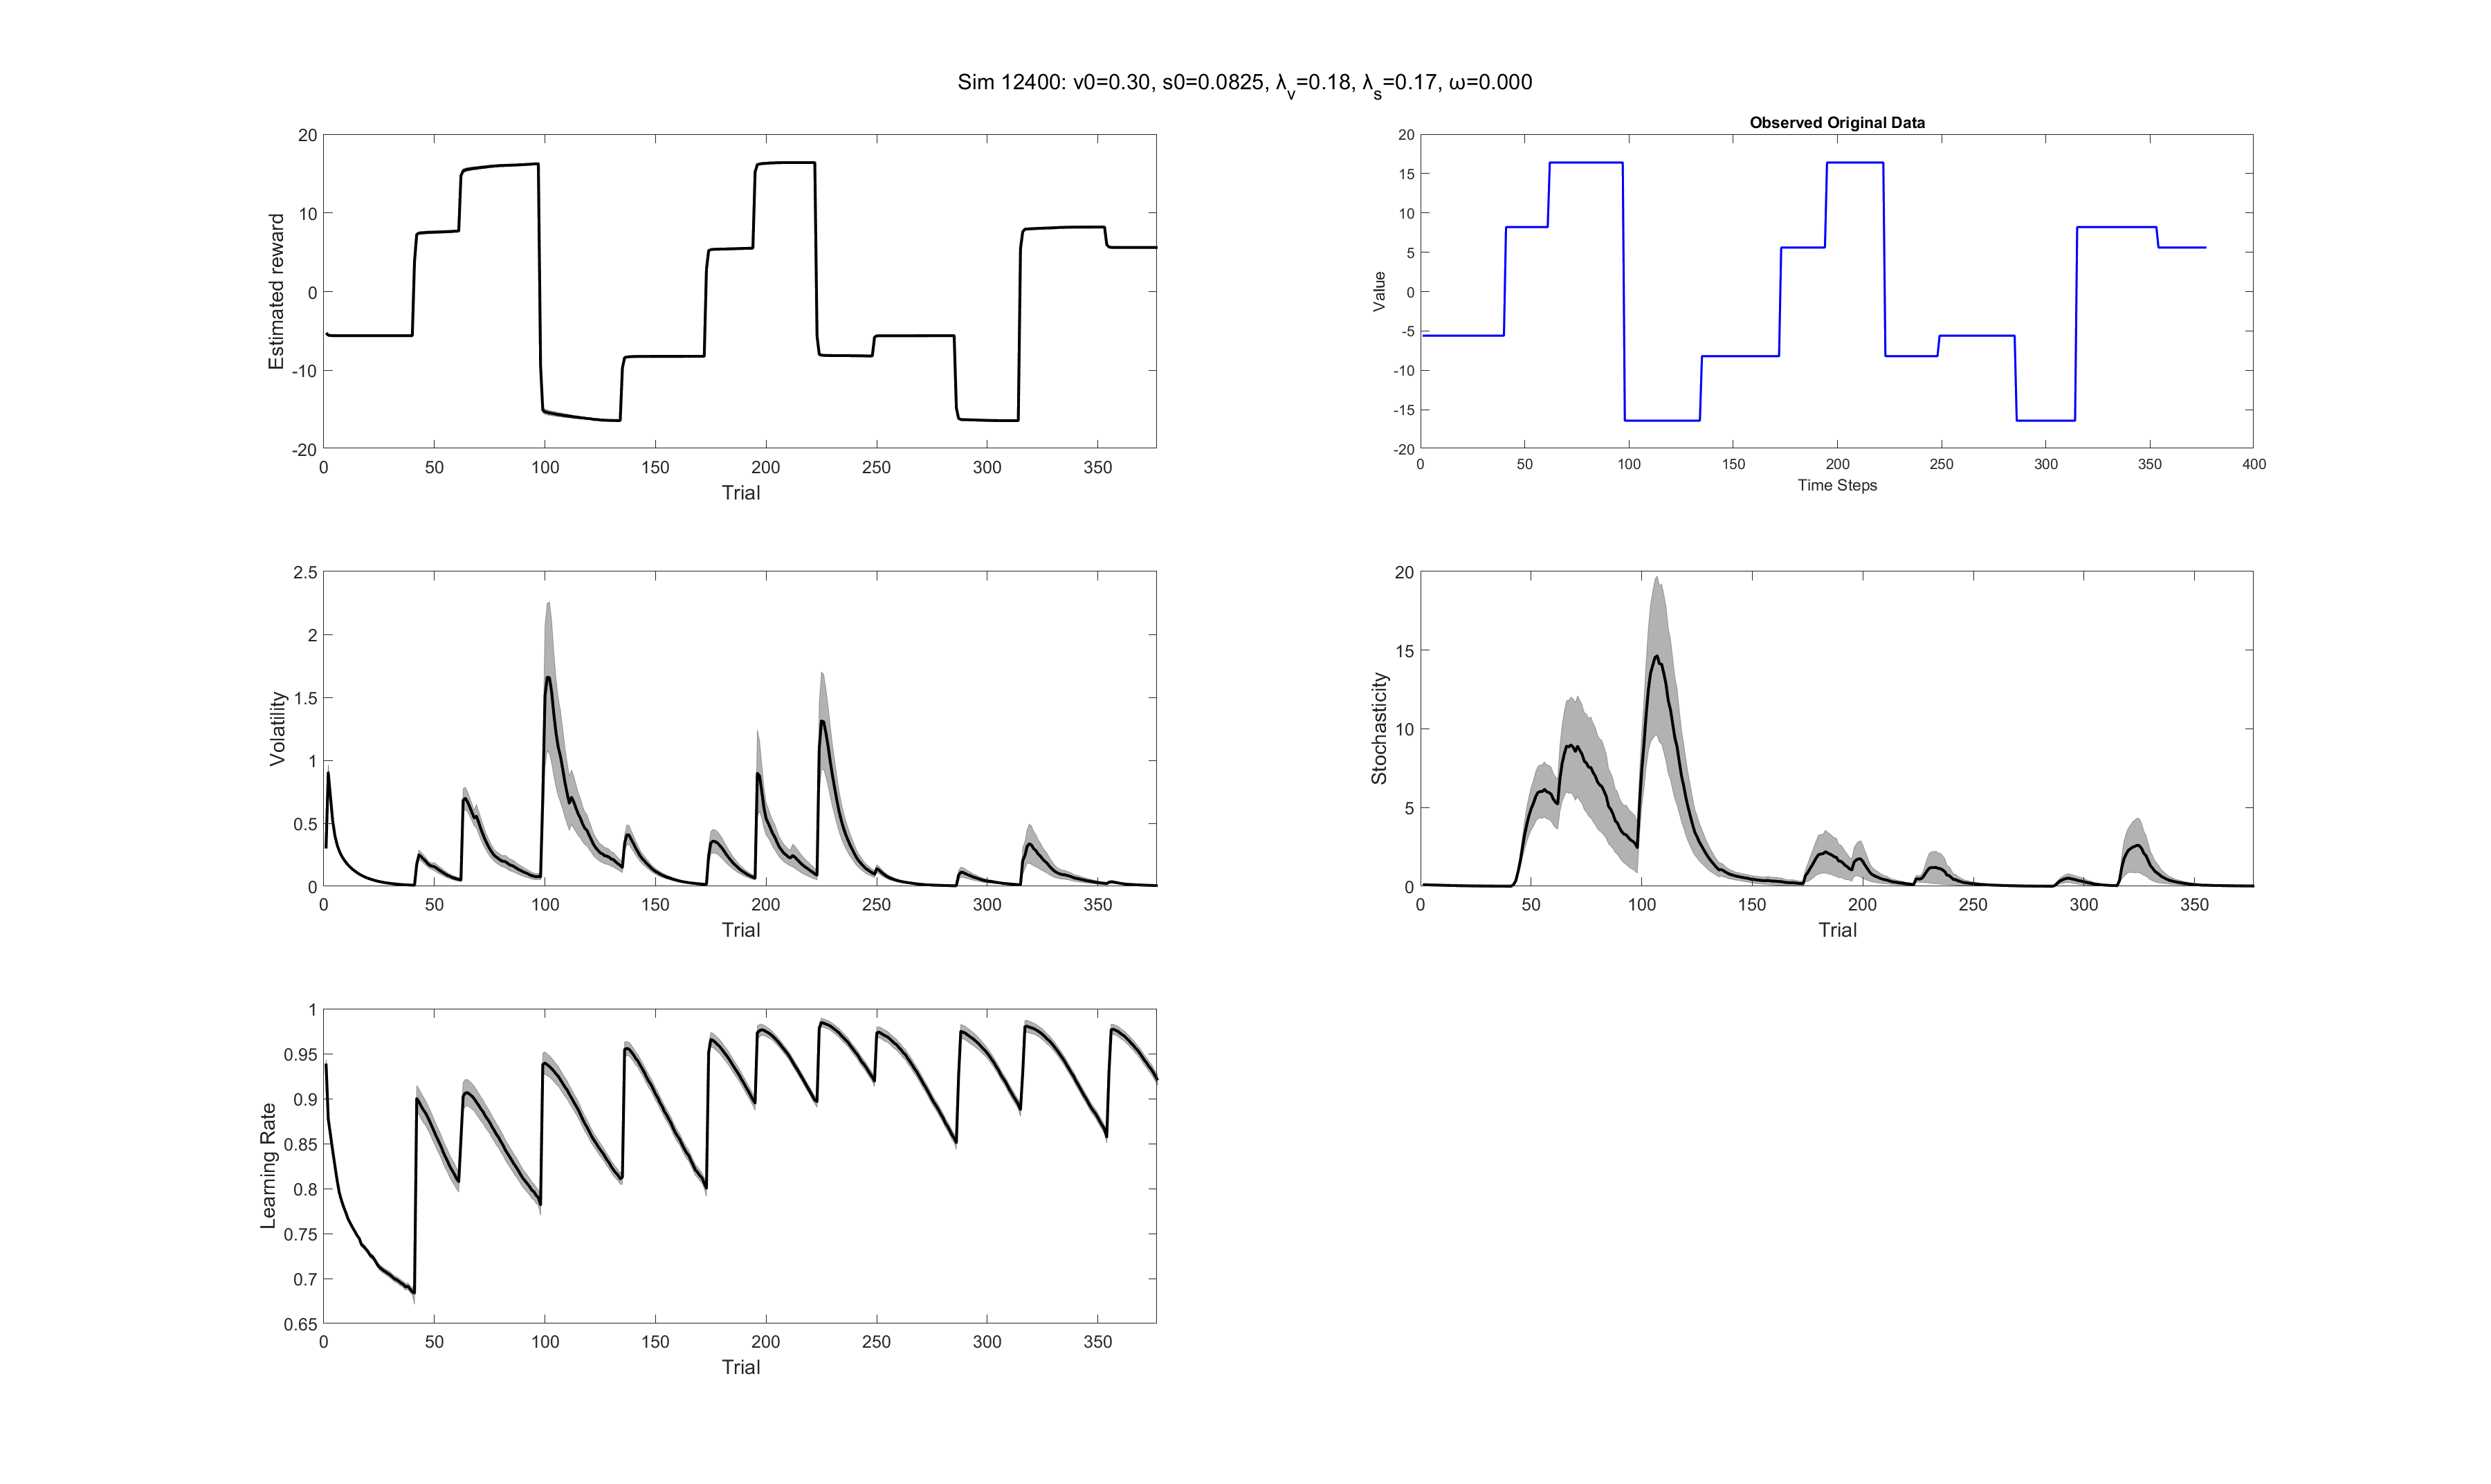 Sim 12400: v0=0.30, s0=0.0825, λv=0.18, λs=0.17, ω=0.000
Estimated reward
20
10
0
-10
-20
0 50 100 150 200 250 300 350
Trial
Observed Original Data
Value
20
15
10
5
0
-5
-10
-15
-20
0 50 100 150 200 250 300 350 400
Time Steps
Volatility
2.5
2
1.5
1
0.5
0
0 50 100 150 200 250 300 350
Trial
Stochasticity
20
15
10
5
0
0 50 100 150 200 250 300 350
Trial
Learning Rate
1
0.95
0.9
0.85
0.8
0.75
0.7
0.65
0 50 100 150 200 250 300 350
Trial